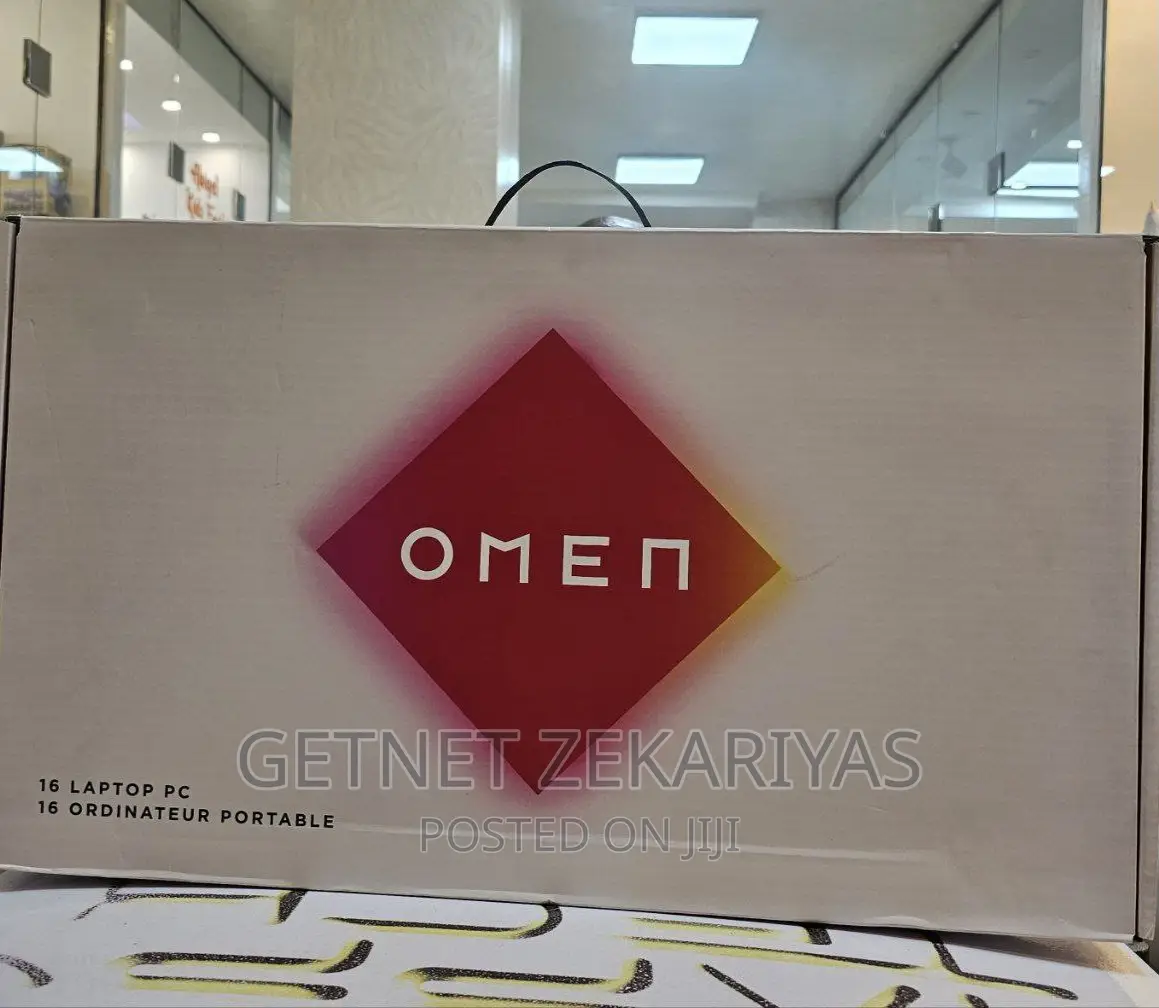 OMEN
GETNET ZEKARIYAS
16 LAPTOP PC
16 ORDINATEUR PORTABLE
POSTED ON JIJI